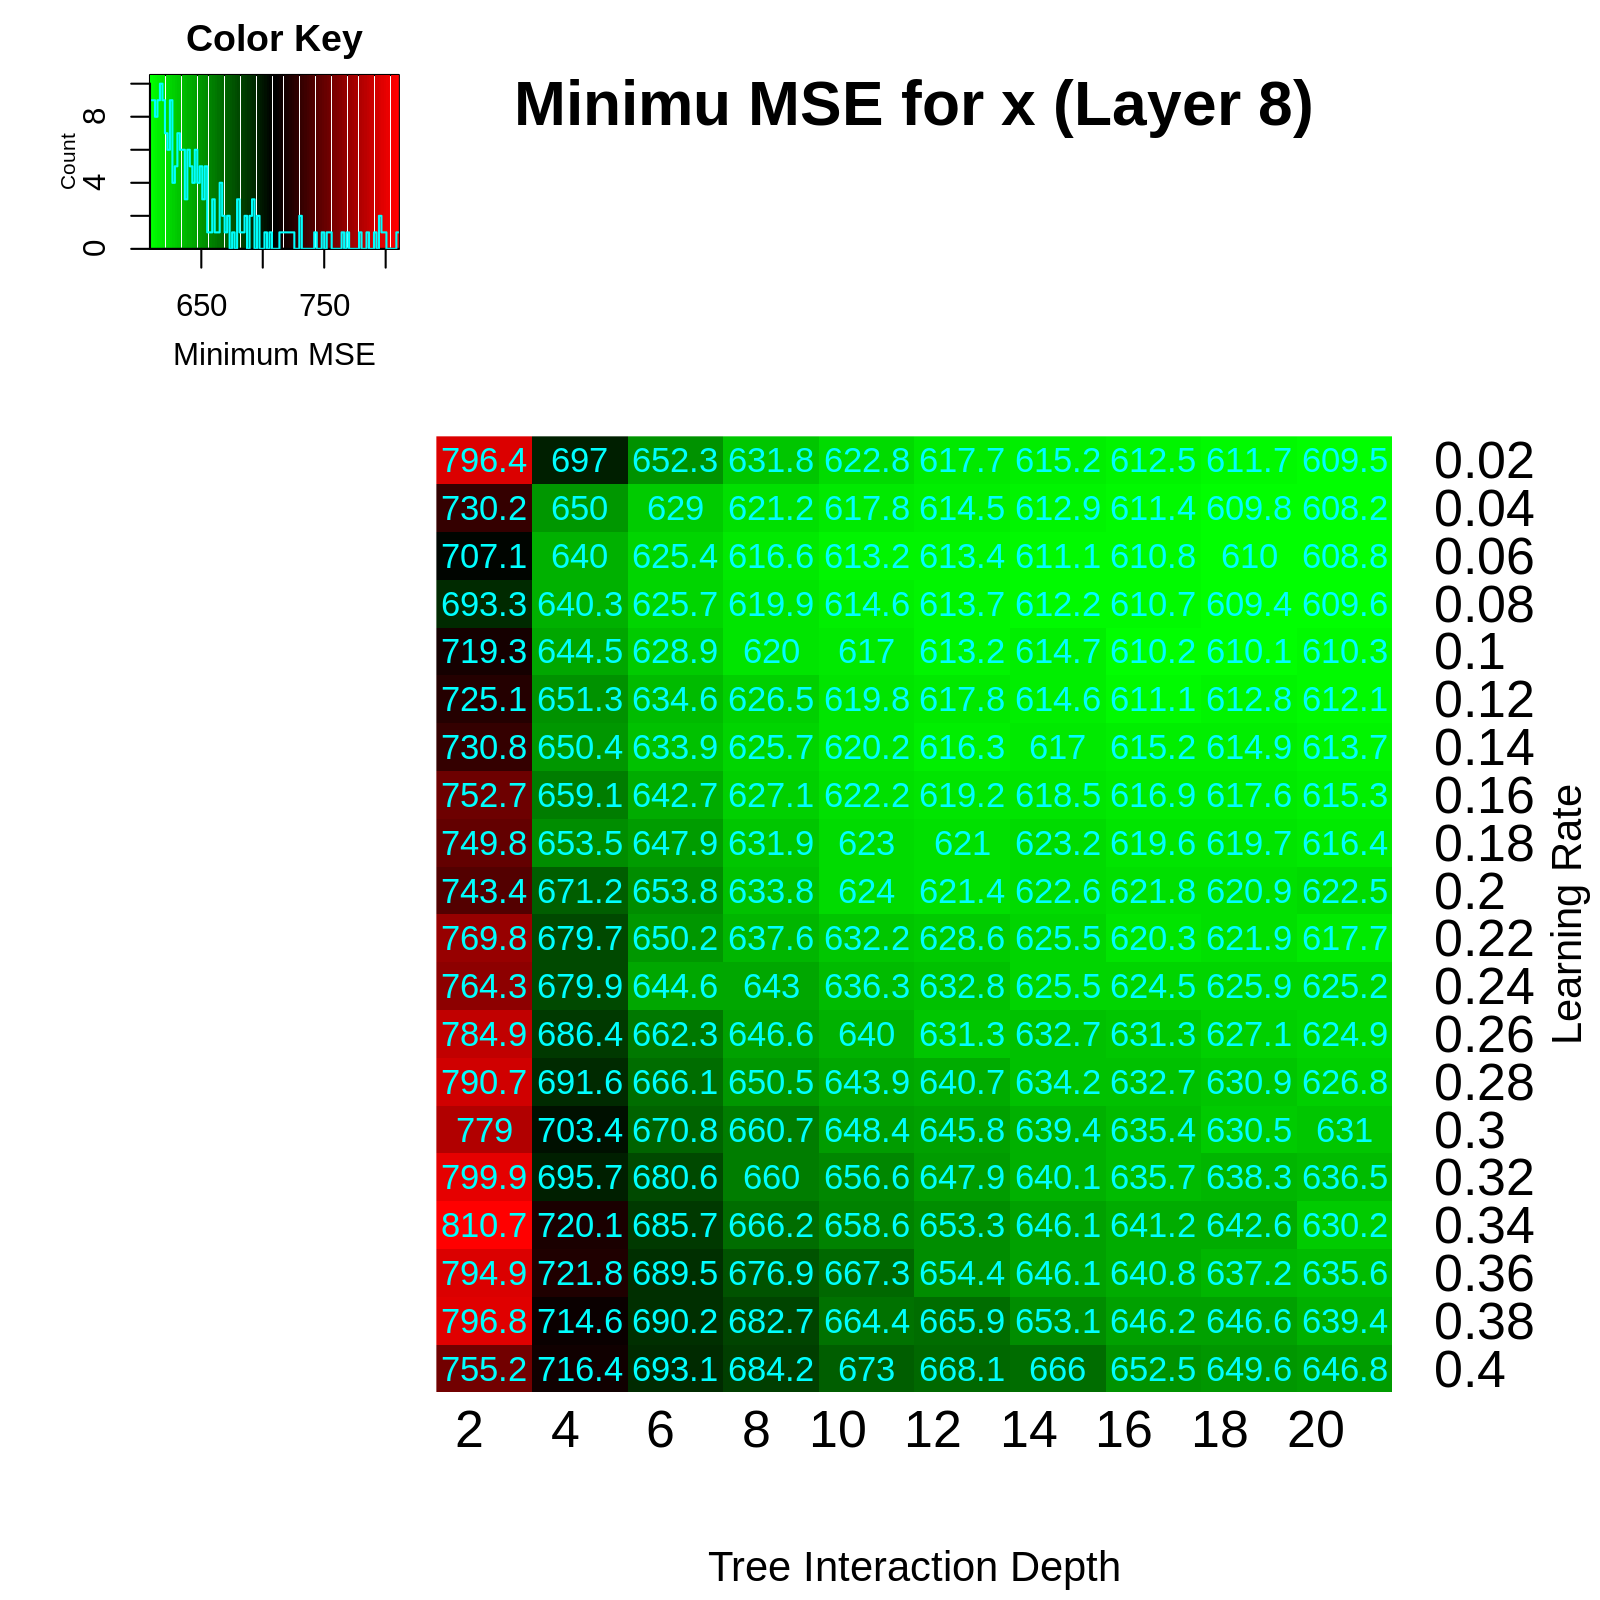 Color Key
Minimu MSE for x (Layer 8)
Count
0 4 8
650 750
Minimum MSE
796.4 697 652.3 631.8 622.8 617.7 615.2 612.5 611.7 609.5 0.02
730.2 650 629 621.2 617.8 614.5 612.9 611.4 609.8 608.2 0.04
707.1 640 625.4 616.6 613.2 613.4 611.1 610.8 610 608.8 0.06
693.3 640.3 625.7 619.9 614.6 613.7 612.2 610.7 609.4 609.6 0.08
719.3 644.5 628.9 620 617 613.2 614.7 610.2 610.1 610.3 0.1
725.1 651.3 634.6 626.5 619.8 617.8 614.6 611.1 612.8 612.1 0.12
730.8 650.4 633.9 625.7 620.2 616.3 617 615.2 614.9 613.7 0.14
752.7 659.1 642.7 627.1 622.2 619.2 618.5 616.9 617.6 615.3 0.16
749.8 653.5 647.9 631.9 623 621 623.2 619.6 619.7 616.4 0.18
743.4 671.2 653.8 633.8 624 621.4 622.6 621.8 620.9 622.5 0.2
769.8 679.7 650.2 637.6 632.2 628.6 625.5 620.3 621.9 617.7 0.22
764.3 679.9 644.6 643 636.3 632.8 625.5 624.5 625.9 625.2 0.24
784.9 686.4 662.3 646.6 640 631.3 632.7 631.3 627.1 624.9 0.26
790.7 691.6 666.1 650.5 643.9 640.7 634.2 632.7 630.9 626.8 0.28
779 703.4 670.8 660.7 648.4 645.8 639.4 635.4 630.5 631 0.3
799.9 695.7 680.6 660 656.6 647.9 640.1 635.7 638.3 636.5 0.32
810.7 720.1 685.7 666.2 658.6 653.3 646.1 641.2 642.6 630.2 0.34
794.9 721.8 689.5 676.9 667.3 654.4 646.1 640.8 637.2 635.6 0.36
796.8 714.6 690.2 682.7 664.4 665.9 653.1 646.2 646.6 639.4 0.38
755.2 716.4 693.1 684.2 673 668.1 666 652.5 649.6 646.8 0.4
Learning Rate
2 4 6 8 10 12 14 16 18 20
Tree Interaction Depth